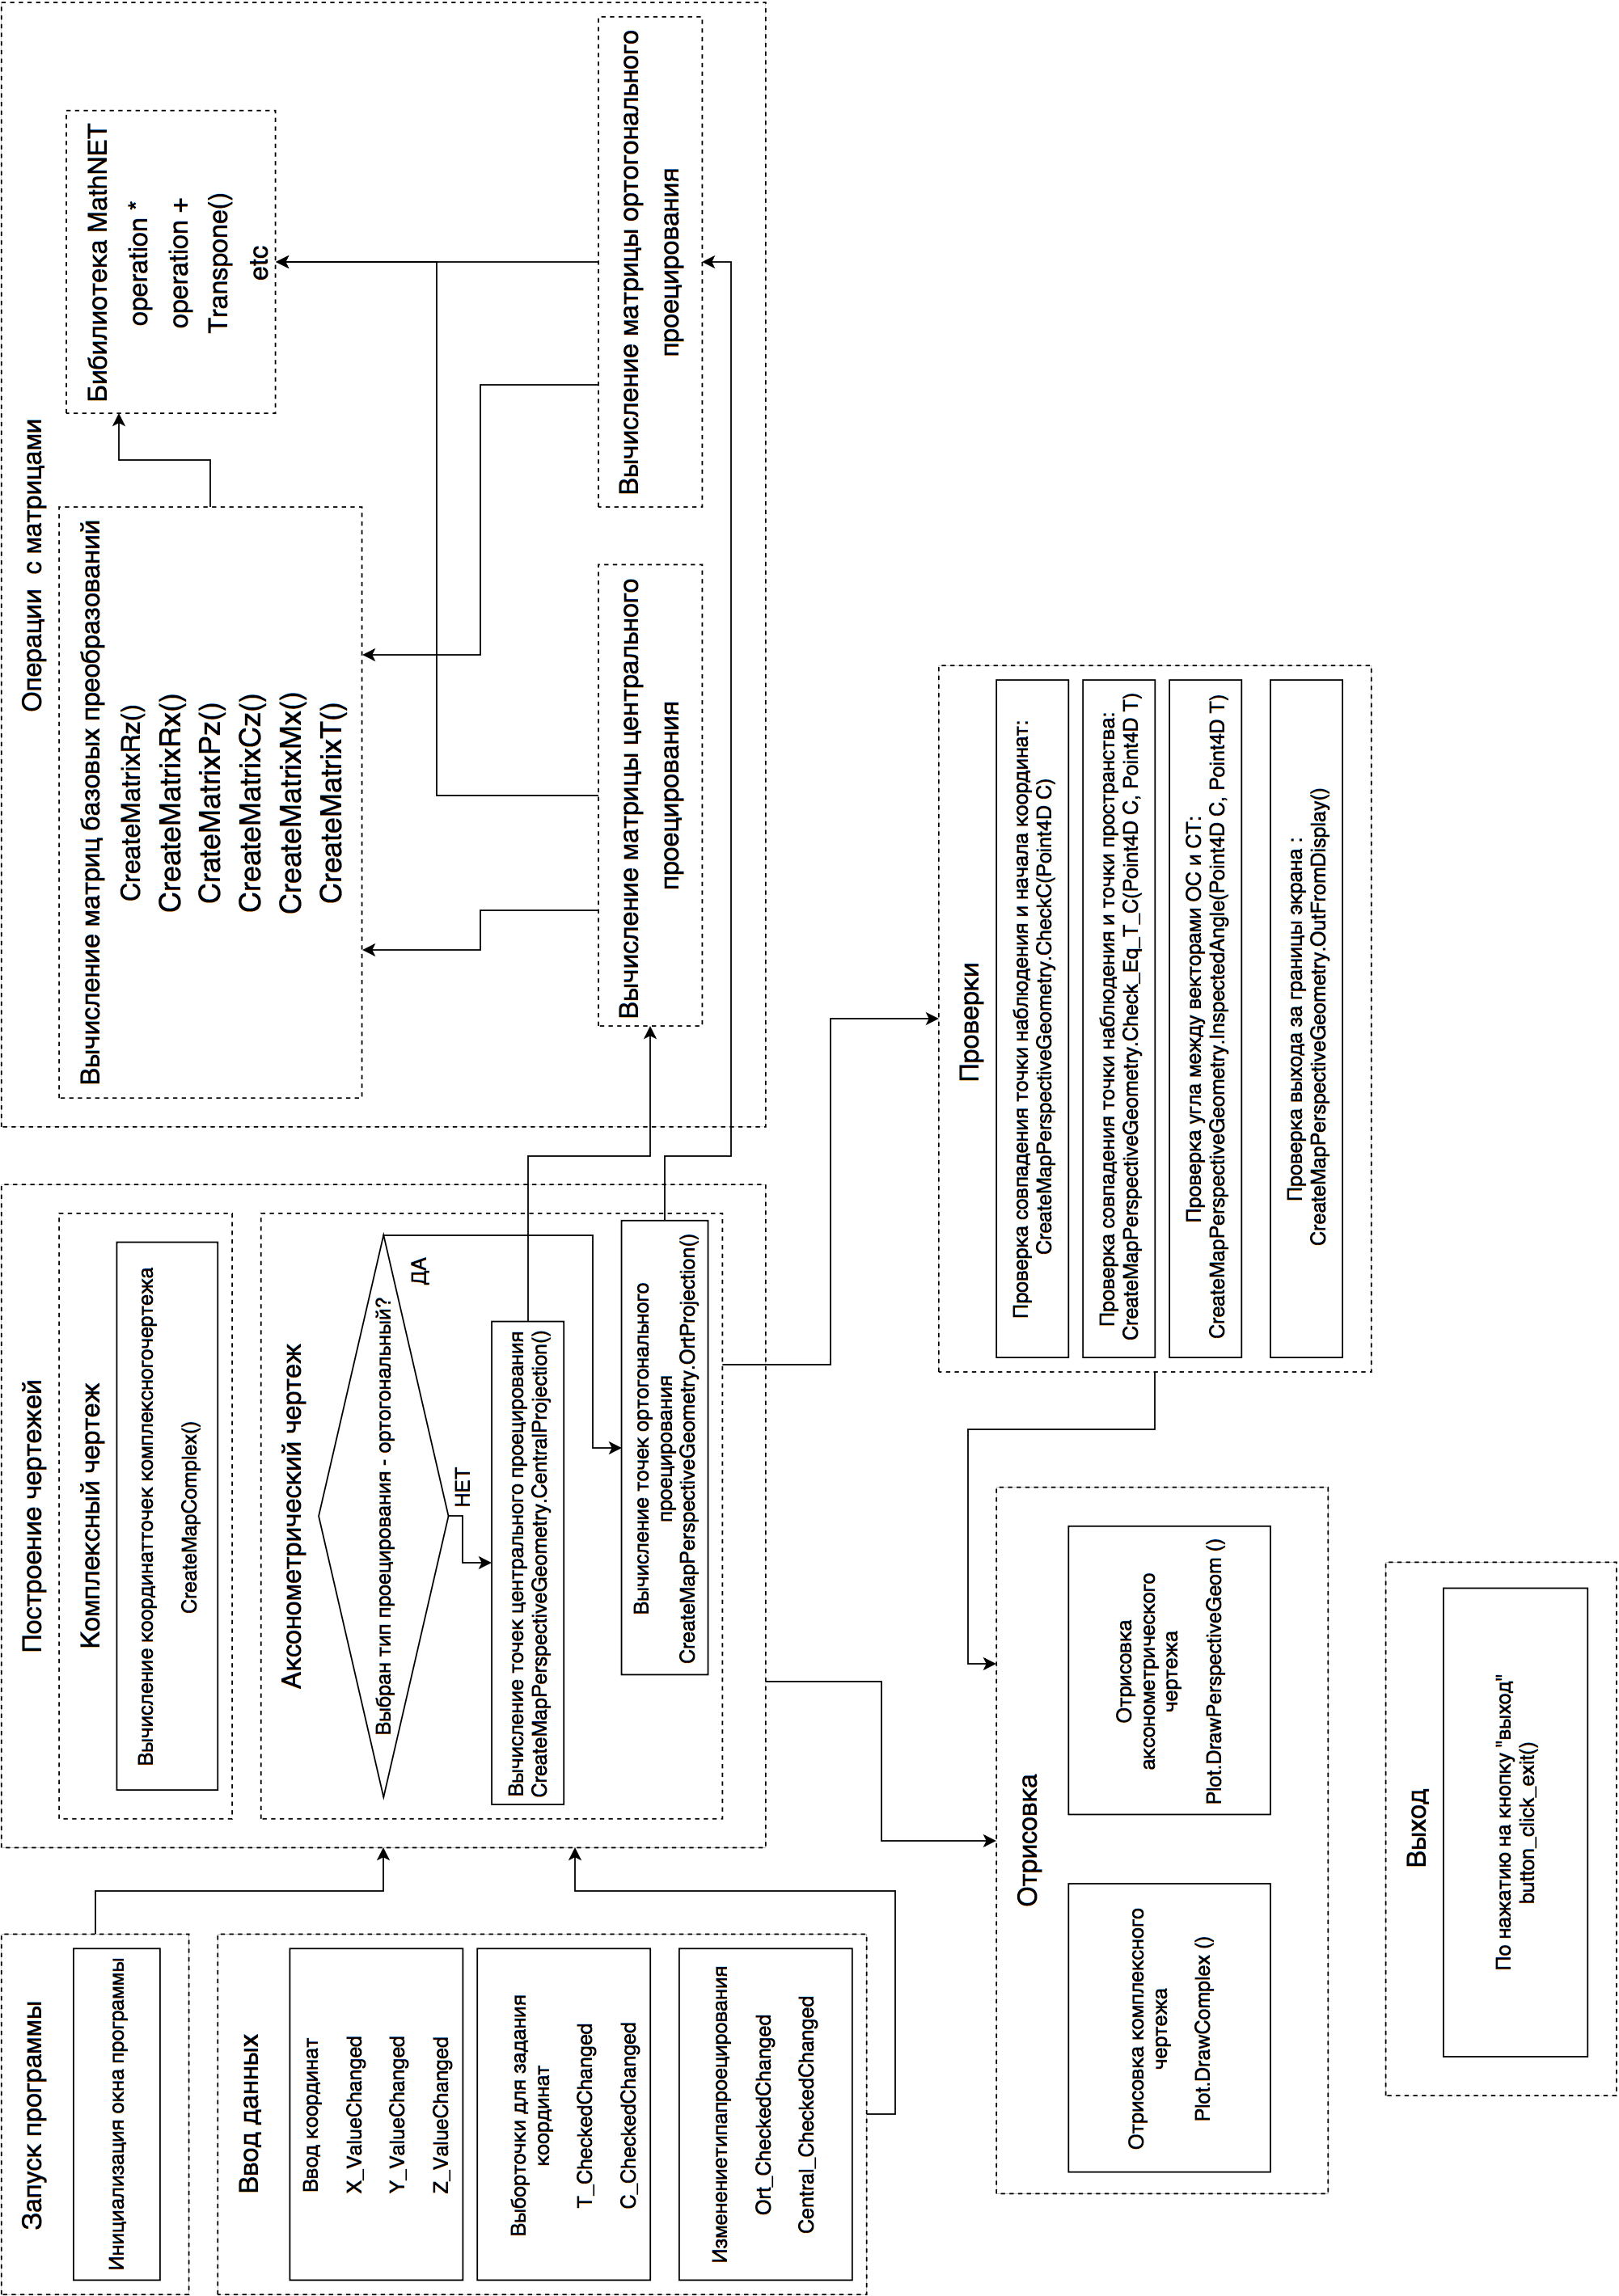 Запуск программы
Инициализация окна программы
Ввод данных
Ввод координат
X_ValueChanged
Y_ValueChanged
Z_ValueChanged
Выборточки для задания
координат
T_CheckedChanged
C_CheckedChanged
Изменениетипапроецирования
Ort_CheckedChanged
Central_CheckedChanged
Построение чертежей
Комплексный чертеж
Вычисление координатточек комплексногочертежа
CreateMapComplex()
Аксонометрический чертеж
Выбран тип проецирования - ортогональный?
ДА
НЕТ
Вычисление точек центрального проецирования
CreateMapPerspectiveGeometry.CentralProjection()
Вычисление точек ортогонального
проецирования
CreateMapPerspectiveGeometry.OrtProjection()
Операции с матрицами
Вычисление матриц базовых преобразований
CreateMatrixRz()
CreateMatrixRx()
CrateMatrixPz()
CreateMatrixCz()
CreateMatrixMx()
CreateMatrixT()
Бибилиотека MathNET
operation *
operation +
Transpone()
etc
Вычисление матрицы центрального
проецирования
Вычисление матрицы ортогонального
проецирования
Отрисовка
Отрисовка комплексного
чертежа
Plot.DrawComplex ()
Отрисовка
аксонометрического
чертежа
Plot.DrawPerspectiveGeom ()
Проверки
Проверка совпадения точки наблюдения и начала координат:
CreateMapPerspectiveGeometry.CheckC(Point4D C)
Проверка совпадения точки наблюдения и точки пространства:
CreateMapPerspectiveGeometry.Check_Eq_T_C(Point4D C, Point4D T)
Проверка угла между векторами ОС и СТ:
CreateMapPerspectiveGeometry.InspectedAngle(Point4D C, Point4D T)
Проверка выхода за границы экрана :
CreateMapPerspectiveGeometry.OutFromDisplay()
Выход
По нажатию на кнопку "выход"
button_click_exit()